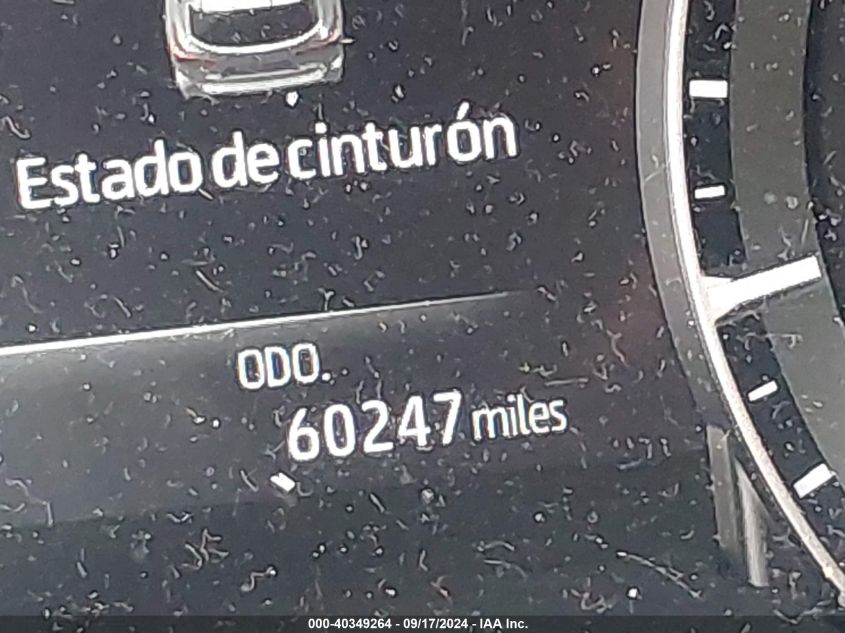 Estado de cinturón
ODO.
60247 miles
000-40349264 - 09/17/2024 - IAA Inc.